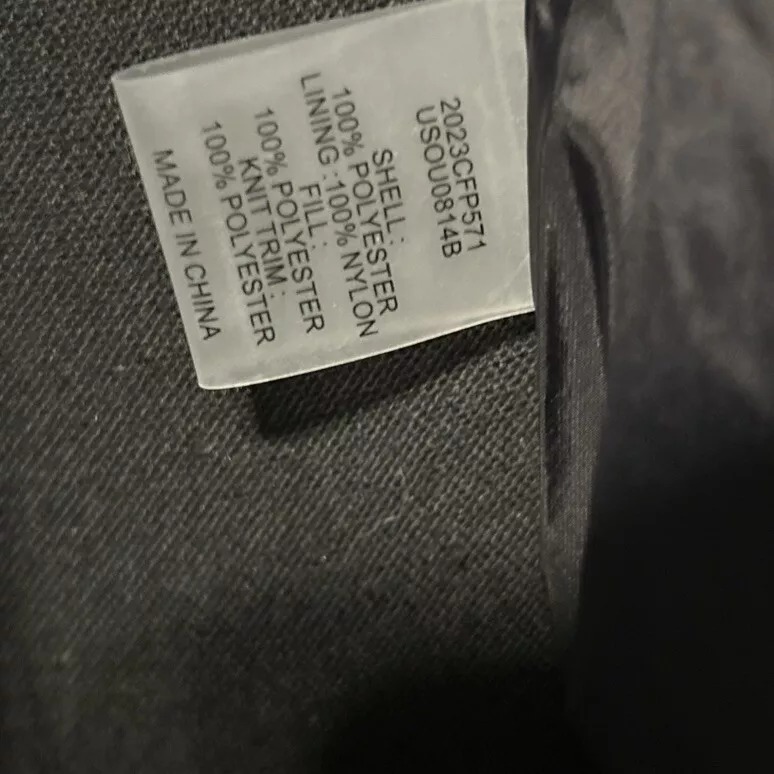 2023CFP571
USOU0814B
SHELL:
100% POLYESTER
LINING:100% NYLON
FILL:
100% POLYESTER
KNIT TRIM:
100% POLYESTER
MADE IN CHINA